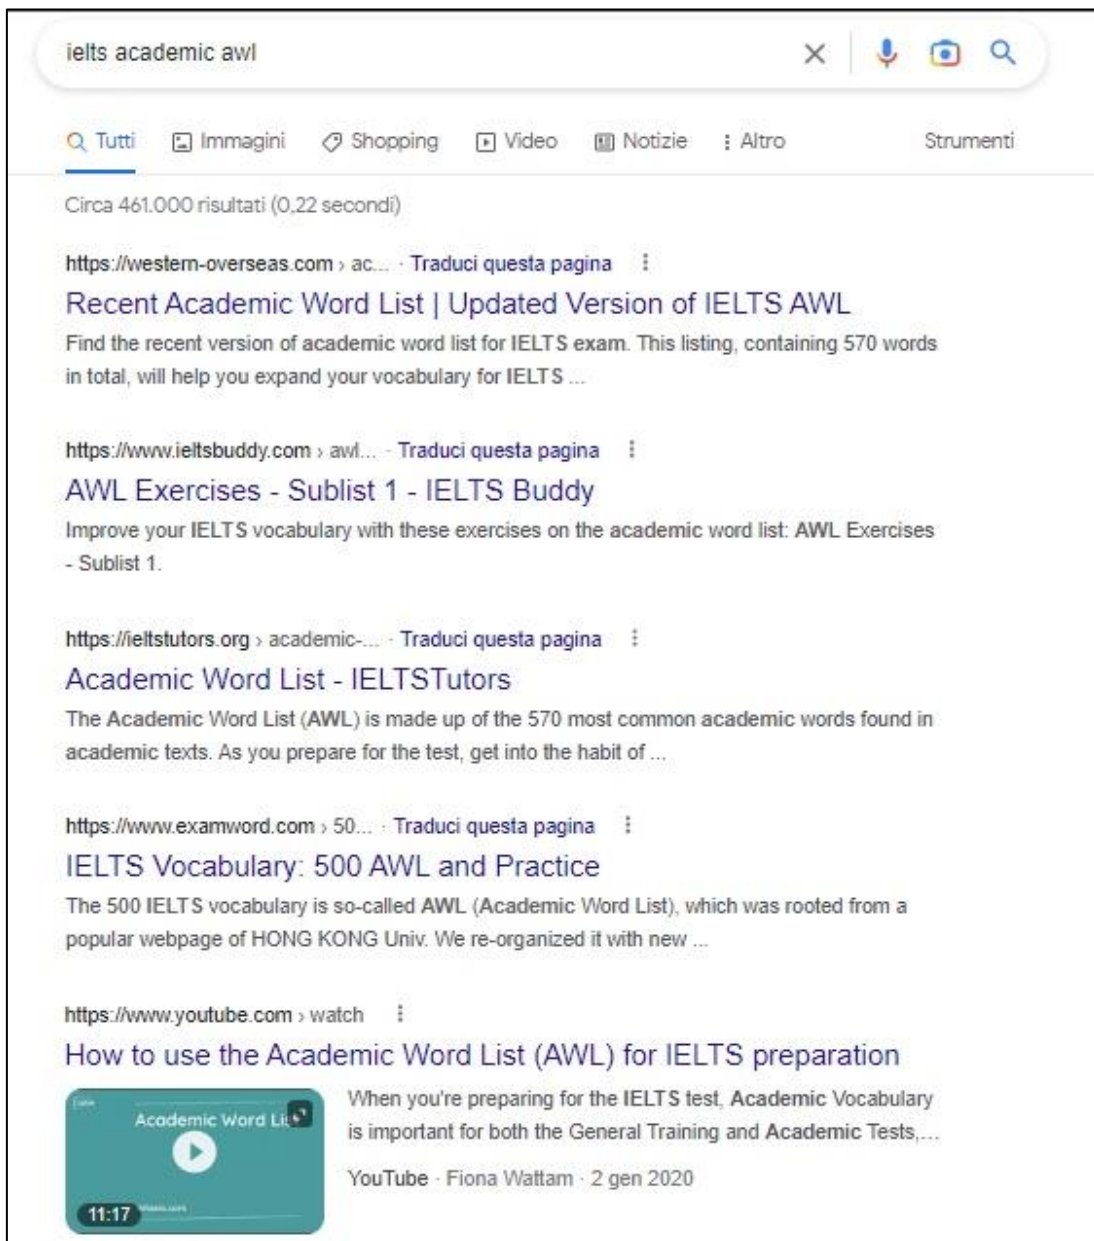 ielts academic awl
Tutti Immagini Shopping Video Notizie Altro Strumenti
Circa 461.000 risultati (0,22 secondi)
https://western-overseas.com › ac... · Traduci questa pagina
Recent Academic Word List | Updated Version of IELTS AWL
Find the recent version of academic word list for IELTS exam. This listing, containing 570 words
in total, will help you expand your vocabulary for IELTS ...
https://www.ieltsbuddy.com › awl... · Traduci questa pagina
AWL Exercises - Sublist 1 - IELTS Buddy
Improve your IELTS vocabulary with these exercises on the academic word list: AWL Exercises
- Sublist 1.
https://ieltstutors.org › academic-... · Traduci questa pagina
Academic Word List - IELTSTutors
The Academic Word List (AWL) is made up of the 570 most common academic words found in
academic texts. As you prepare for the test, get into the habit of ...
https://www.examword.com › 50... · Traduci questa pagina
IELTS Vocabulary: 500 AWL and Practice
The 500 IELTS vocabulary is so-called AWL (Academic Word List), which was rooted from a
popular webpage of HONG KONG Univ. We re-organized it with new ...
https://www.youtube.com › watch
How to use the Academic Word List (AWL) for IELTS preparation
Academic Word
11:17
When you're preparing for the IELTS test, Academic Vocabulary
is important for both the General Training and Academic Tests,...
YouTube · Fiona Wattam · 2 gen 2020